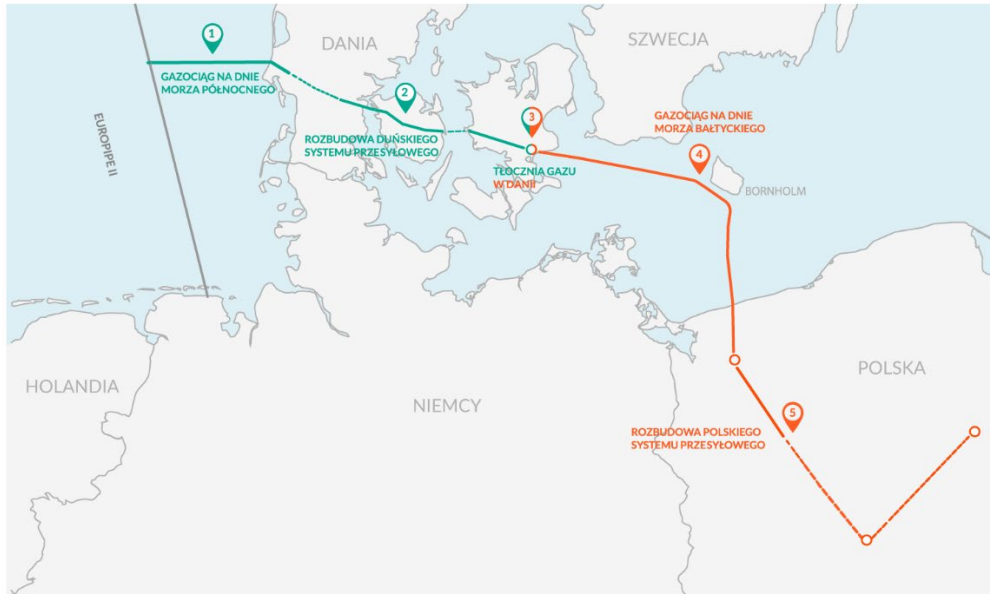 1
DANIA
SZWECJA
GAZOCIĄG NA DNIE
MORZA PÓŁNOCNEGO
2
3
GAZOCIĄG NA DNIE
MORZA BAŁTYCKIEGO
EUROPIPE II
ROZBUDOWA DUŃSKIEGO
SYSTEMU PRZESYŁOWEGO
4
TŁOCZNIA GAZU
W DANII
BORNHOLM
HOLANDIA
NIEMCY
POLSKA
5
ROZBUDOWA POLSKIEGO
SYSTEMU PRZESYŁOWEGO